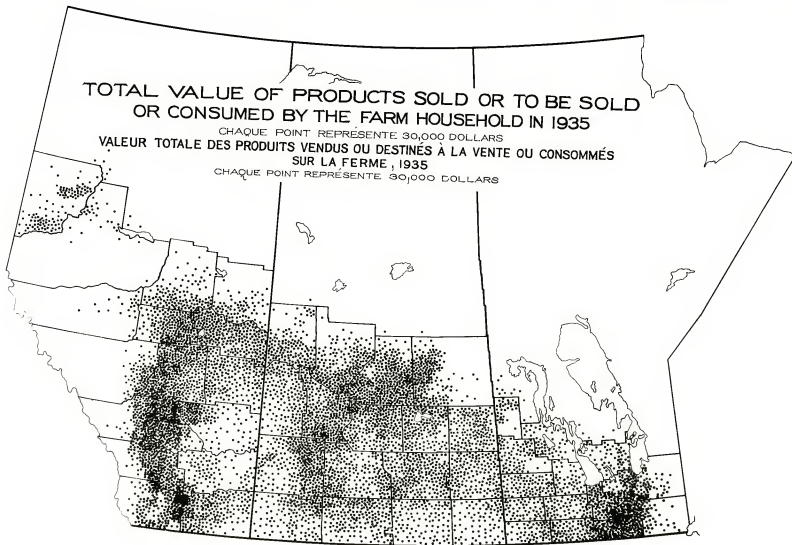 TOTAL VALUE OF PRODUCTS SOLD OR TO BE SOLD
OR CONSUMED BY THE FARM HOUSEHOLD IN 1935
CHAQUE POINT REPRÉSENTE 30,000 DOLLARS
VALEUR TOTALE DES PRODUITS VENDUS OU DESTINÉS À LA VENTE OU CONSOMMÉS
SUR LA FERME, 1935
CHAQUE POINT REPRÉSENTE 30,000 DOLLARS